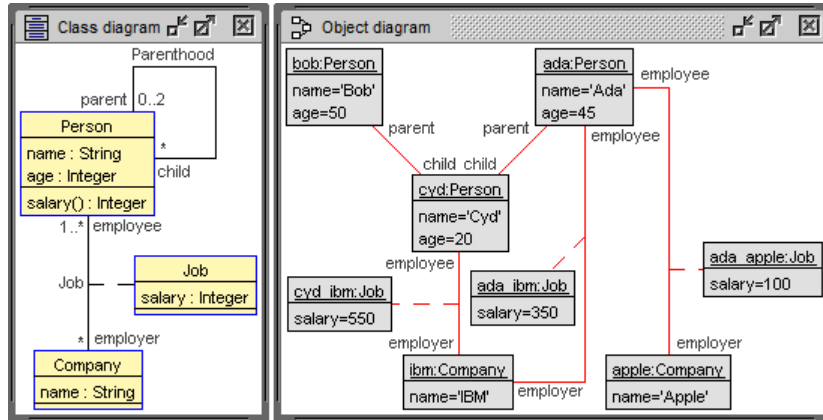 Class diagram
Parenthood
parent
0..2
Person
name : String
age : Integer
salary() : Integer
*
child
1..*
employee
Job
Job
salary : Integer
*
employer
Company
name : String
Object diagram
bob:Person
name='Bob'
age=50
ada:Person
name='Ada'
age=45
employee
employee
parent
parent
child
child
cyd:Person
name='Cyd'
age=20
employee
cyd_ibm:Job
salary=550
ada_ibm:Job
salary=350
ada_apple:Job
salary=100
employer
employer
ibm:Company
name='IBM'
employer
apple:Company
name='Apple'